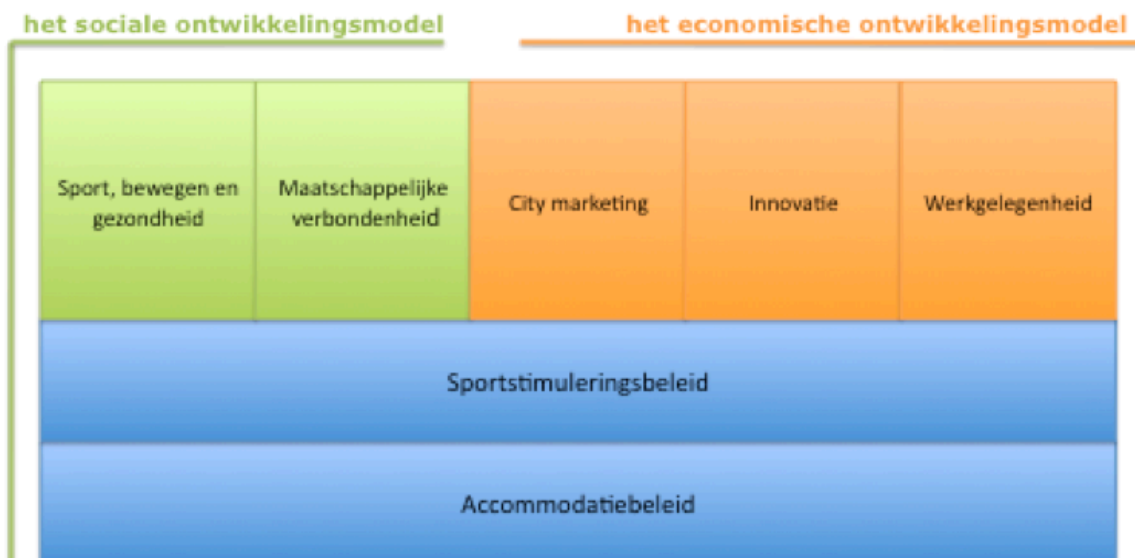 het sociale ontwikkelingsmodel
het economische ontwikkelingsmodel
Sport, bewegen en
gezondheid
Maatschappelijke
verbondenheid
City marketing
Innovatie
Werkgelegenheid
Sportstimuleringsbeleid
Accommodatiebeleid